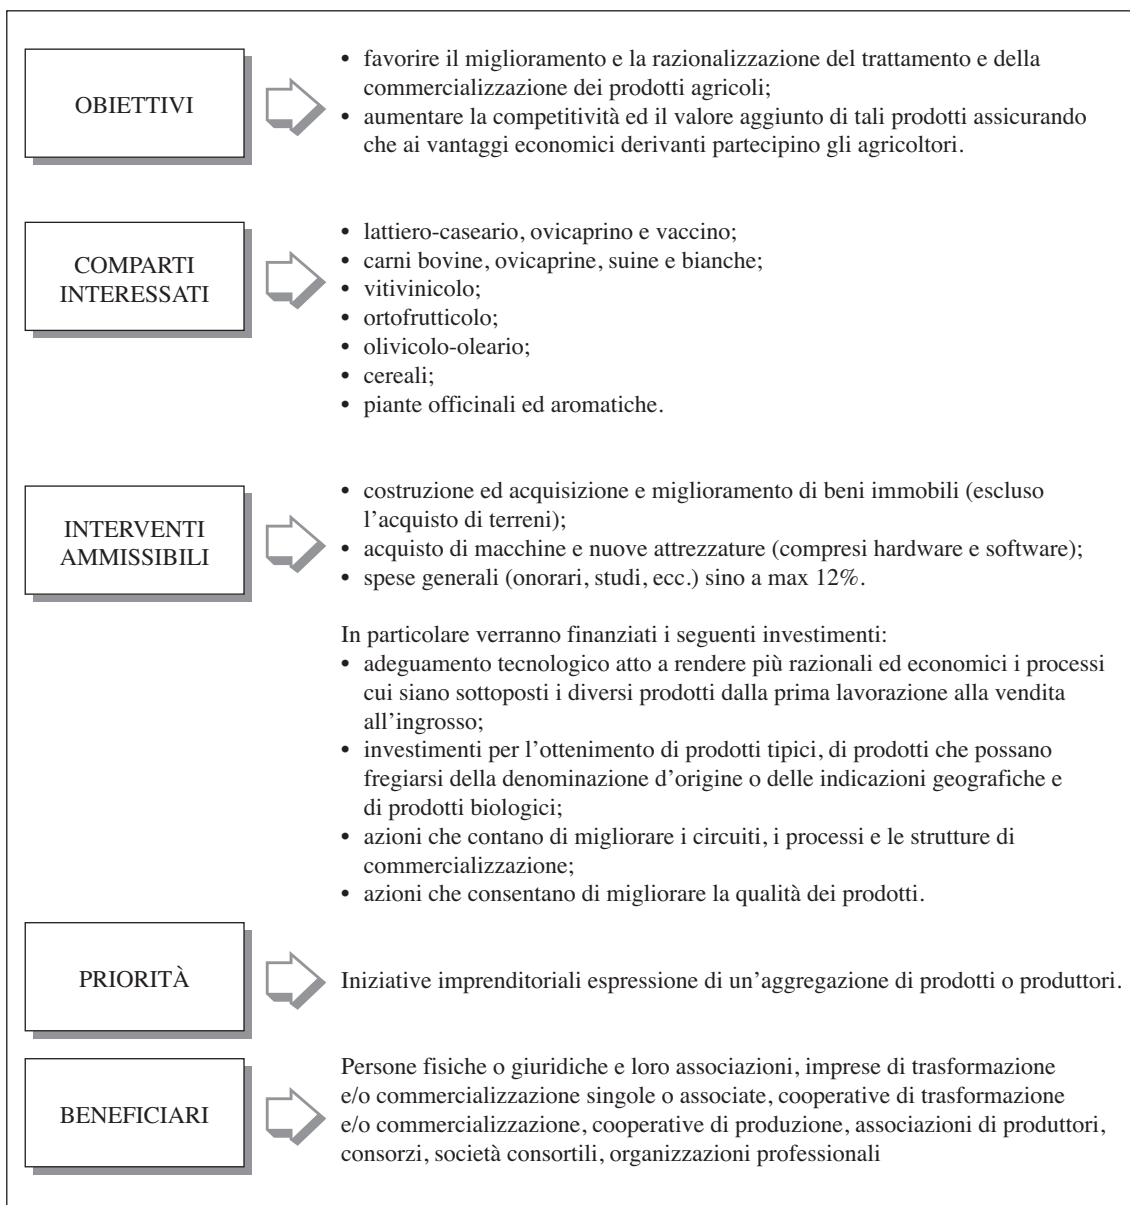 OBIETTIVI
• favorire il miglioramento e la razionalizzazione del trattamento e della
commercializzazione dei prodotti agricoli;
• aumentare la competitività ed il valore aggiunto di tali prodotti assicurando
che ai vantaggi economici derivanti partecipino gli agricoltori.
COMPARTI
INTERESSATI
• lattiero-caseario, ovicaprino e vaccino;
• carni bovine, ovicaprine, suine e bianche;
• vitivinicolo;
• ortofrutticolo;
• olivicolo-oleario;
• cereali;
• piante officinali ed aromatiche.
INTERVENTI
AMMISSIBILI
• costruzione ed acquisizione e miglioramento di beni immobili (escluso
l’acquisto di terreni);
• acquisto di macchine e nuove attrezzature (compresi hardware e software);
• spese generali (onorari, studi, ecc.) sino a max 12%.
In particolare verranno finanziati i seguenti investimenti:
• adeguamento tecnologico atto a rendere più razionali ed economici i processi
cui siano sottoposti i diversi prodotti dalla prima lavorazione alla vendita
all’ingrosso;
• investimenti per l’ottenimento di prodotti tipici, di prodotti che possano
fregiarsi della denominazione d’origine o delle indicazioni geografiche e
di prodotti biologici;
• azioni che contano di migliorare i circuiti, i processi e le strutture di
commercializzazione;
• azioni che consentano di migliorare la qualità dei prodotti.
PRIORITÀ
Iniziative imprenditoriali espressione di un’aggregazione di prodotti o produttori.
BENEFICIARI
Persone fisiche o giuridiche e loro associazioni, imprese di trasformazione
e/o commercializzazione singole o associate, cooperative di trasformazione
e/o commercializzazione, cooperative di produzione, associazioni di produttori,
consorzi, società consortili, organizzazioni professionali